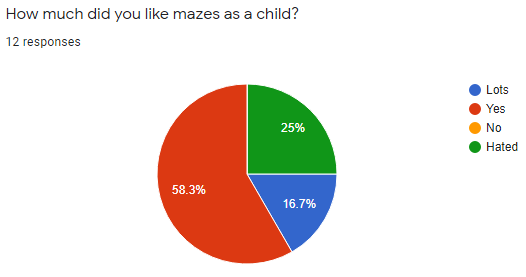 How much did you like mazes as a child?
12 responses
25%
58.3%
16.7%
Lots
Yes
No
Hated